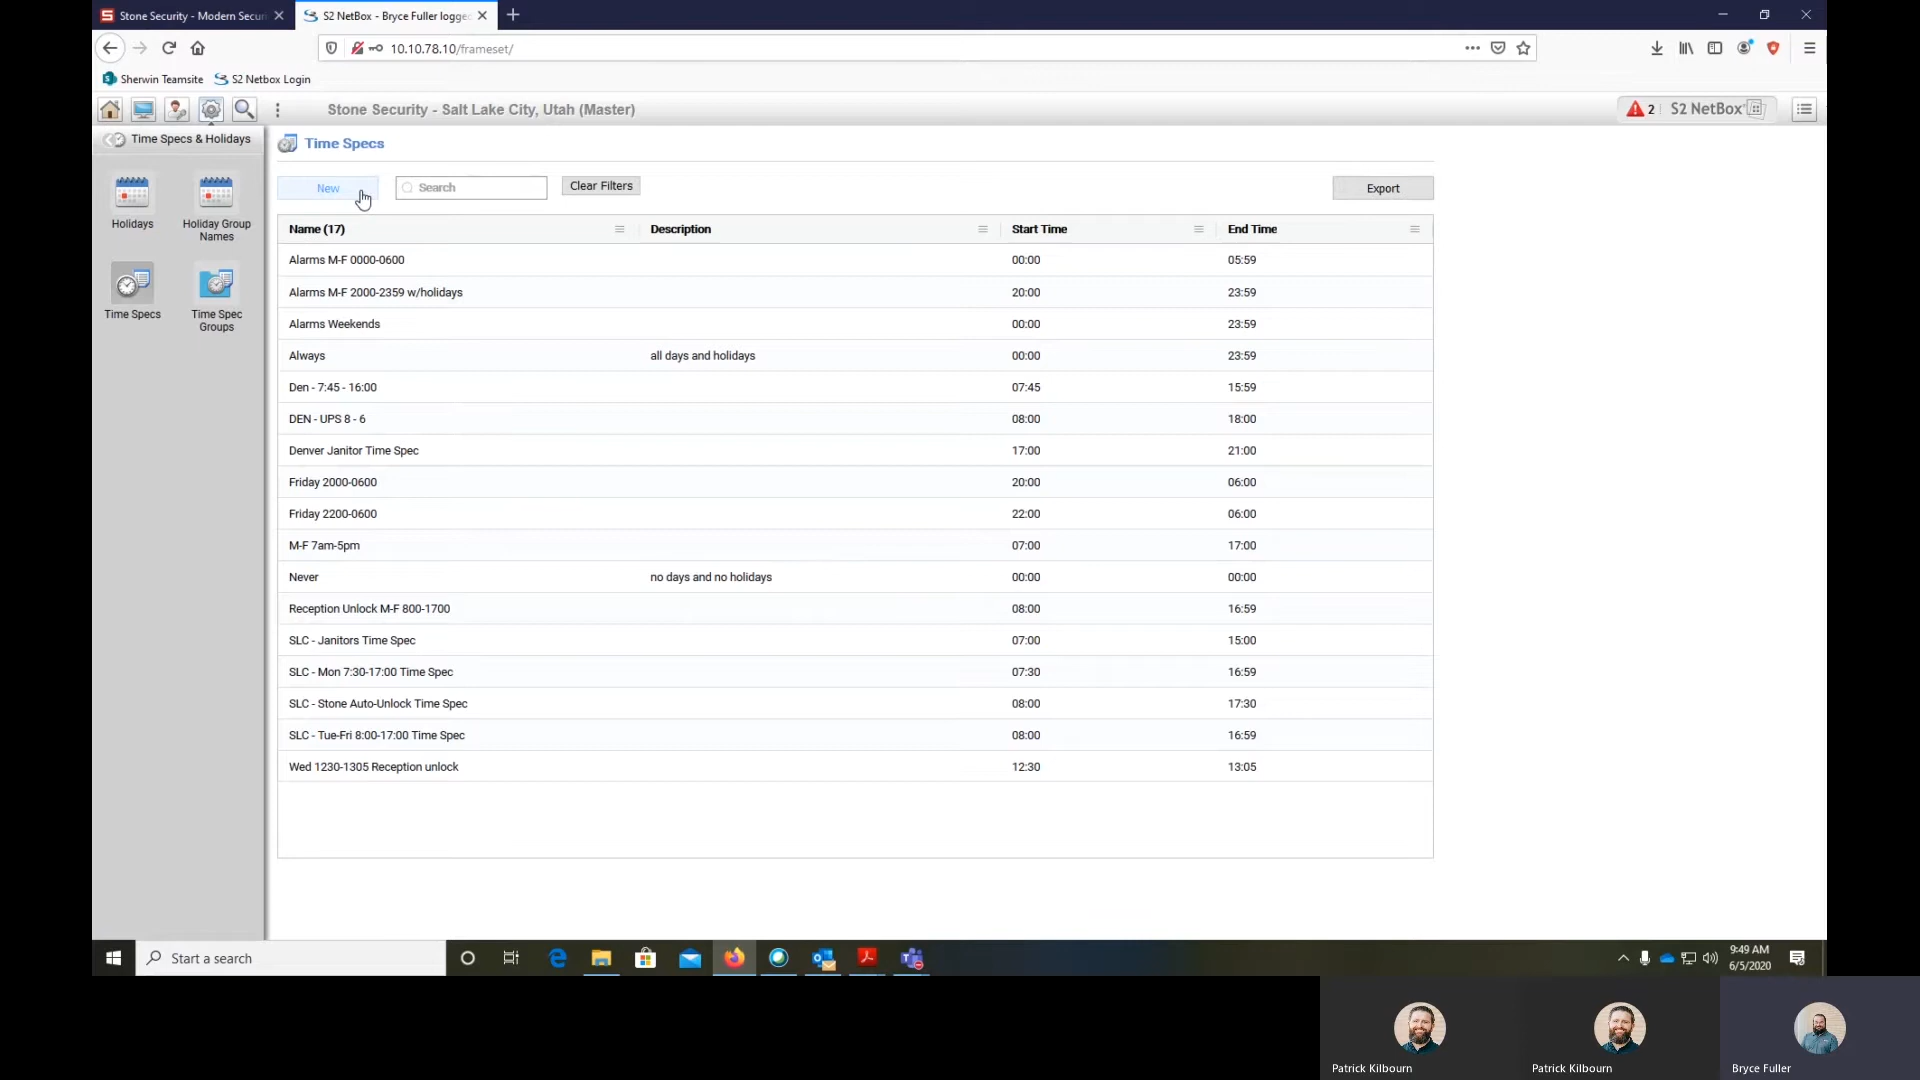 Stone Security - Modern Secur
S2 NetBox - Bryce Fuller logge
10.10.78.10/frameset/
Sherwin Teamsite
S2 Netbox Login
Stone Security - Salt Lake City, Utah (Master)
2
S2 NetBox
Time Specs & Holidays
Holidays
Holiday Group
Names
Time Specs
Time Spec
Groups
Time Specs
New
Search
Clear Filters
Export
Name (17) Description Start Time End Time
Alarms M-F 0000-0600 00:00 05:59
Alarms M-F 2000-2359 w/holidays 20:00 23:59
Alarms Weekends 00:00 23:59
Always all days and holidays 00:00 23:59
Den - 7:45 - 16:00 07:45 15:59
DEN - UPS 8 - 6 08:00 18:00
Denver Janitor Time Spec 17:00 21:00
Friday 2000-0600 20:00 06:00
Friday 2200-0600 22:00 06:00
M-F 7am-5pm 07:00 17:00
Never no days and no holidays 00:00 00:00
Reception Unlock M-F 800-1700 08:00 16:59
SLC - Janitors Time Spec 07:00 15:00
SLC - Mon 7:30-17:00 Time Spec 07:30 16:59
SLC - Stone Auto-Unlock Time Spec 08:00 17:30
SLC - Tue-Fri 8:00-17:00 Time Spec 08:00 16:59
Wed 1230-1305 Reception unlock 12:30 13:05
Start a search
9:49 AM
6/5/2020
Patrick Kilbourn
Patrick Kilbourn
Bryce Fuller